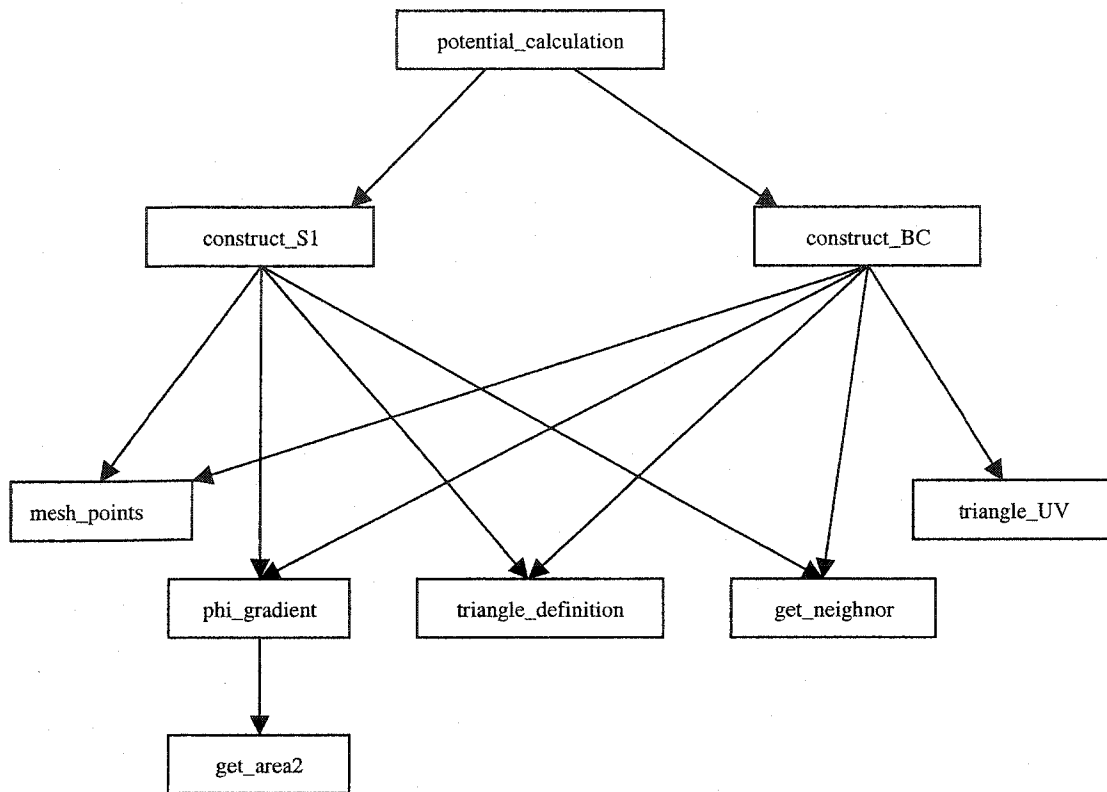 potential_calculation
construct_S1
construct_BC
mesh_points
triangle_UV
phi_gradient
triangle_definition
get_neighnor
get_area2